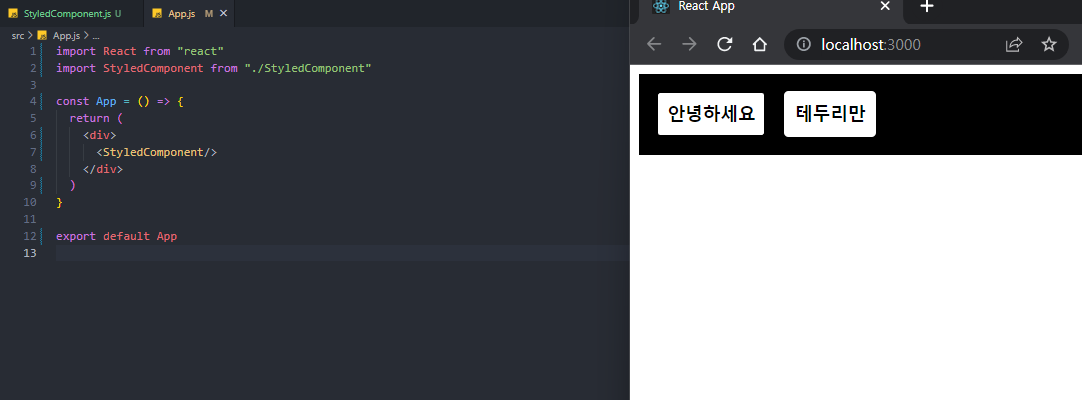 StyledComponent.js U
App.js M
src > App.js > ...
1 import React from "react"
2 import StyledComponent from "./StyledComponent"
3
4 const App = () => {
5 return (
6 <div>
7 <StyledComponent/>
8 </div>
9 )
10 }
11
12 export default App
13
React App
localhost:3000
안녕하세요 테두리만